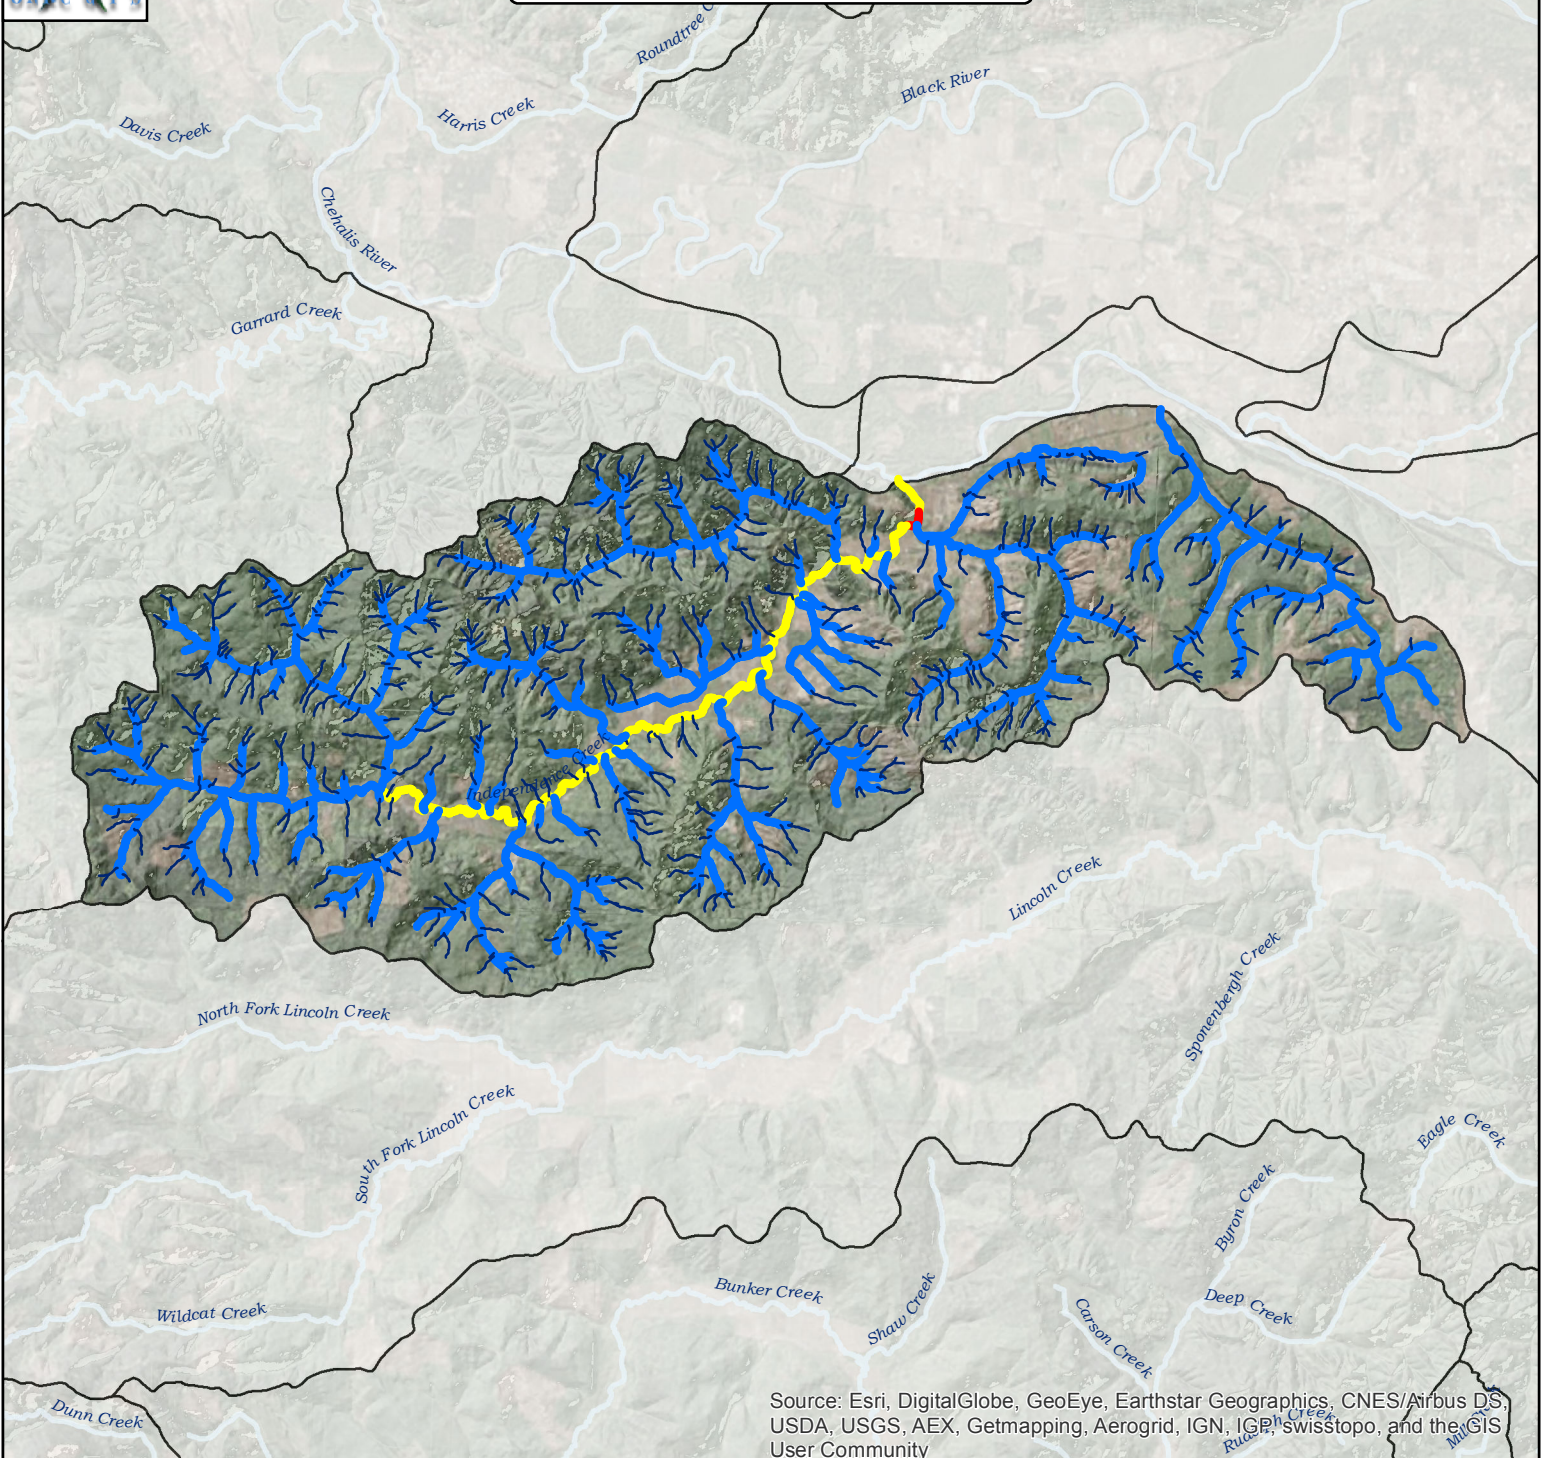 Roundtree C
Black River
Harris Creek
Davis Creek
Chehalis River
Garrard Creek
Independence Creek
Lincoln Creek
Sponenbergh Creek
North Fork Lincoln Creek
South Fork Lincoln Creek
Eagle Creek
Byron Creek
Bunker Creek
Shaw Creek
Wildcat Creek
Deep Creek
Carson Creek
Dunn Creek
Source: Esri, DigitalGlobe, GeoEye, Earthstar Geographics, CNES/Airbus DS,
USDA, USGS, AEX, Getmapping, Aerogrid, IGN, IGP, swisstopo, and the GIS
User Community
Creek